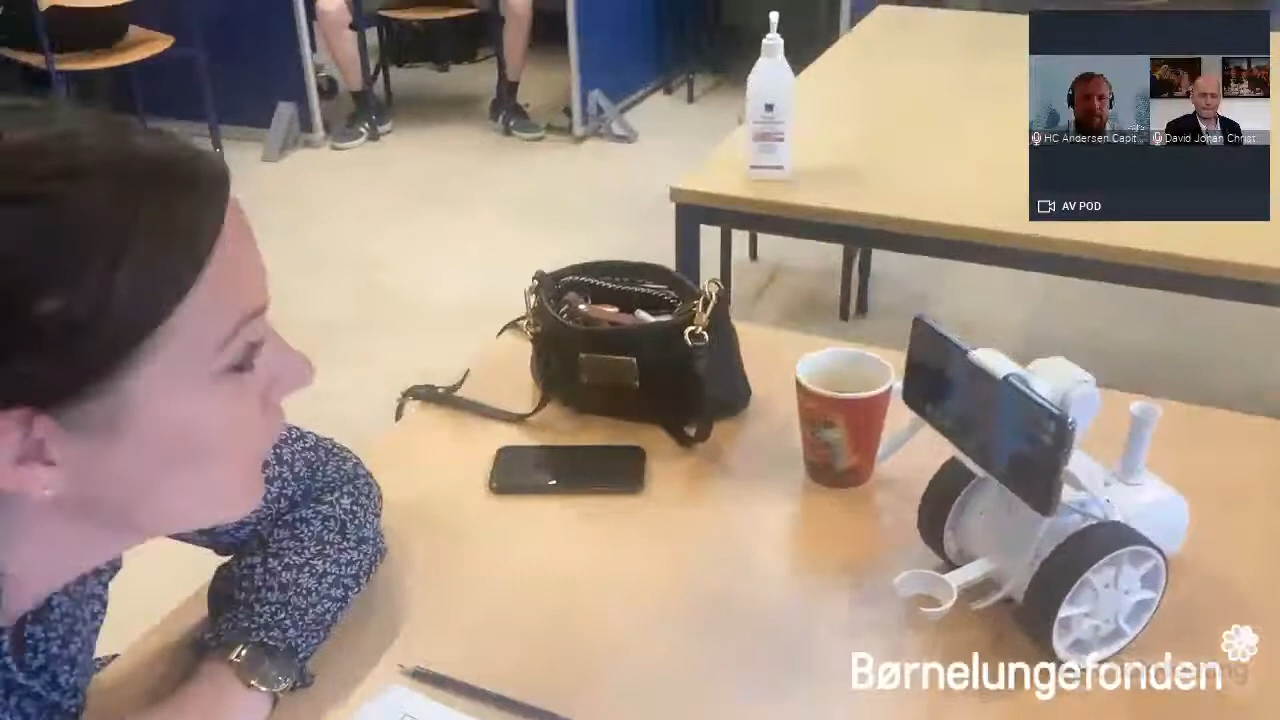 HC Andersen Capit...
David Johan Christ...
AV POD
Børnelungefonden